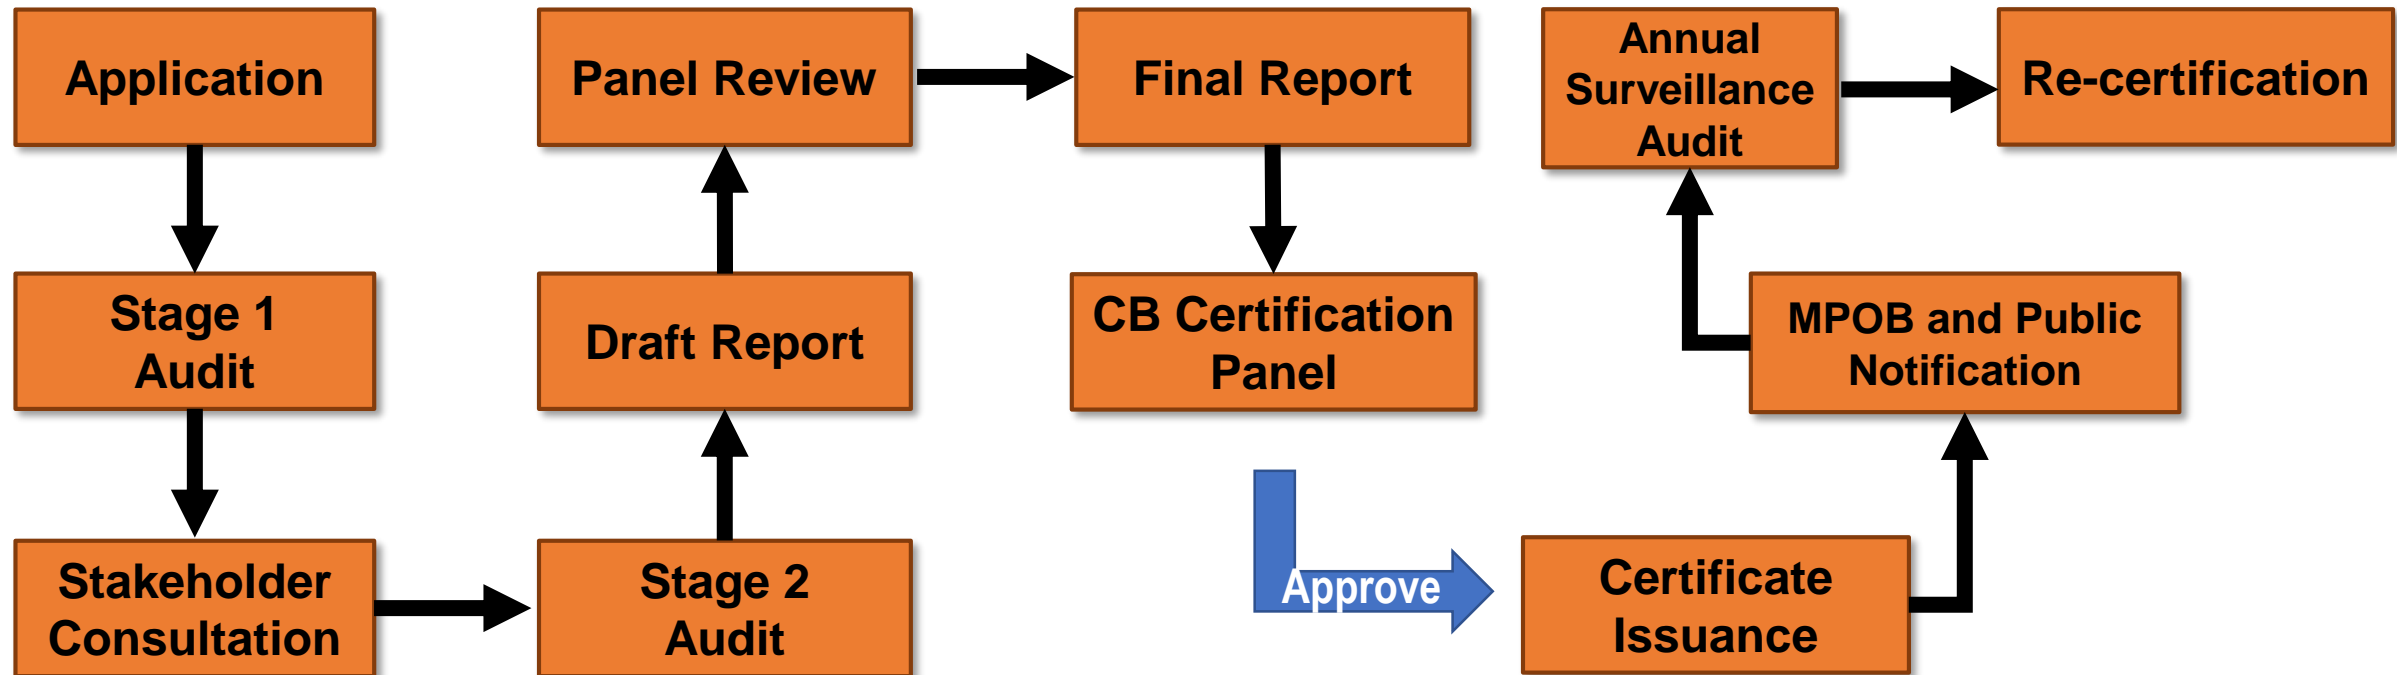 Application
Stage 1
Audit
Stakeholder
Consultation
Stage 2
Audit
Draft Report
Panel Review
Final Report
CB Certification
Panel
Approve
Certificate
Issuance
MPOB and Public
Notification
Annual
Surveillance
Audit
Re-certification